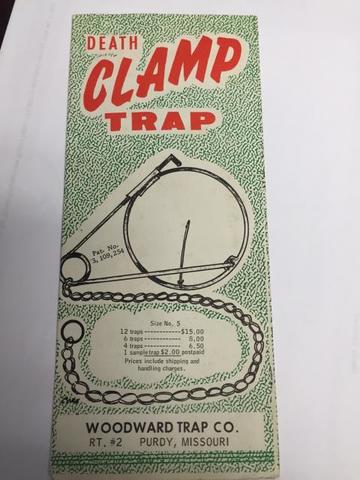 DEATH
CLAMP
TRAP
Pat. No.
3,109,254
Size No. 5
12 traps------------$15.00
6 traps------------ 8.00
4 traps------------ 6.50
1 sample trap $2.00 postpaid
Prices include shipping and
handling charges.
WOODWARD TRAP CO.
RT. #2 PURDY, MISSOURI